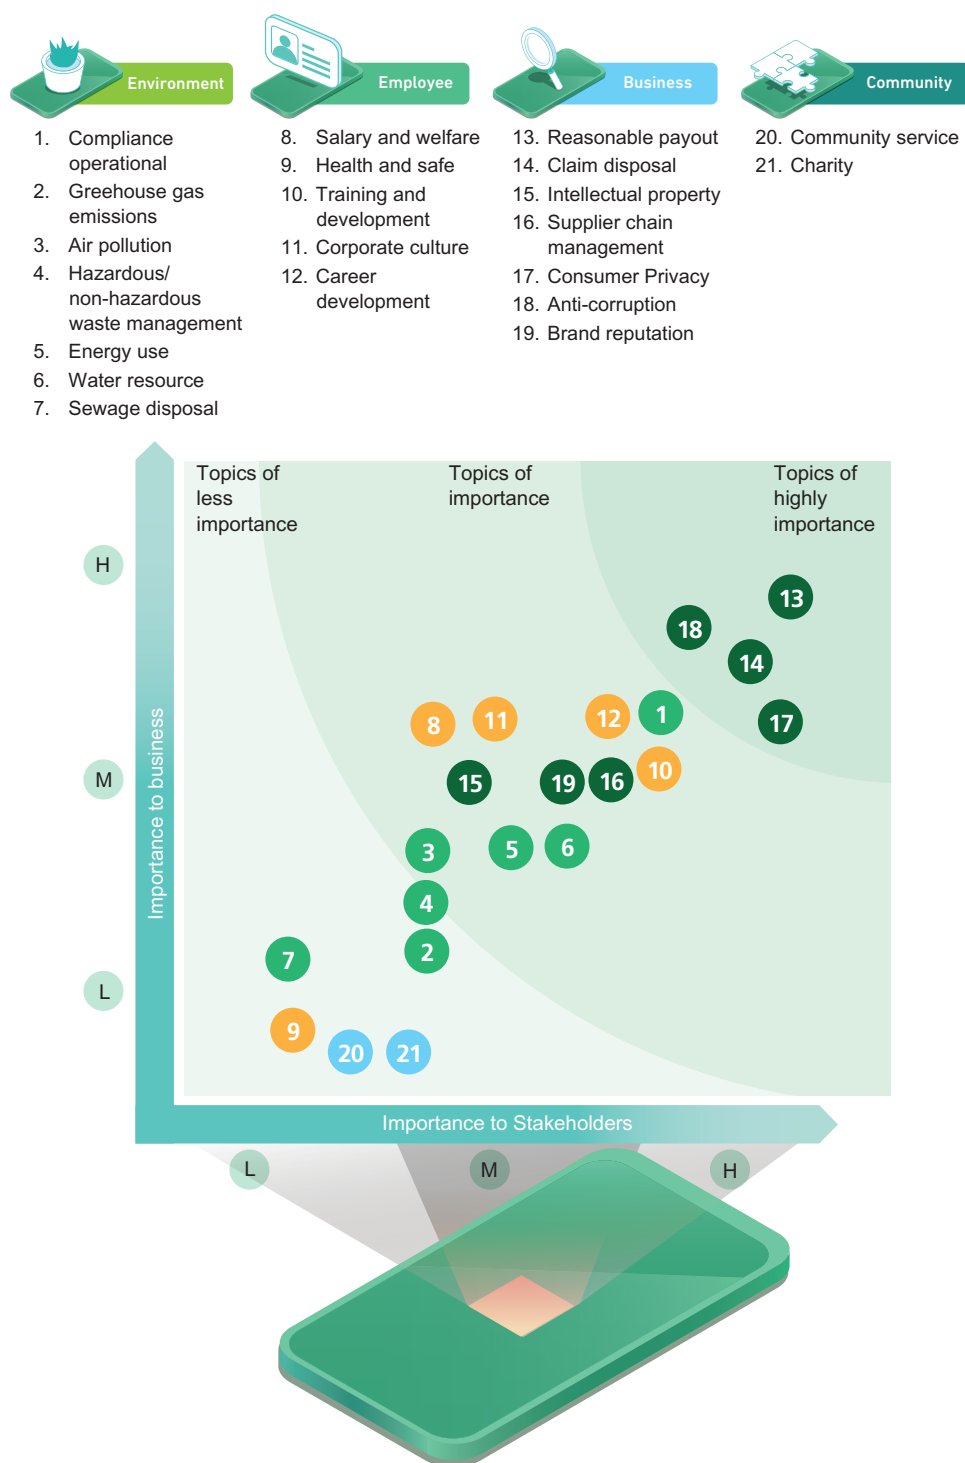 Environment
1. Compliance
operational
2. Greehouse gas
emissions
3. Air pollution
4. Hazardous/
non-hazardous
waste management
5. Energy use
6. Water resource
7. Sewage disposal
Employee
8. Salary and welfare
9. Health and safe
10. Training and
development
11. Corporate culture
12. Career
development
Business
13. Reasonable payout
14. Claim disposal
15. Intellectual property
16. Supplier chain
management
17. Consumer Privacy
18. Anti-corruption
19. Brand reputation
Community
20. Community service
21. Charity
Topics of
less
importance
Topics of
importance
Topics of
highly
importance
H
M
L
Importance to business
13
18
14
17
1
12
11
8
10
16
19
15
6
5
3
4
2
7
9
20
21
Importance to Stakeholders
L
M
H